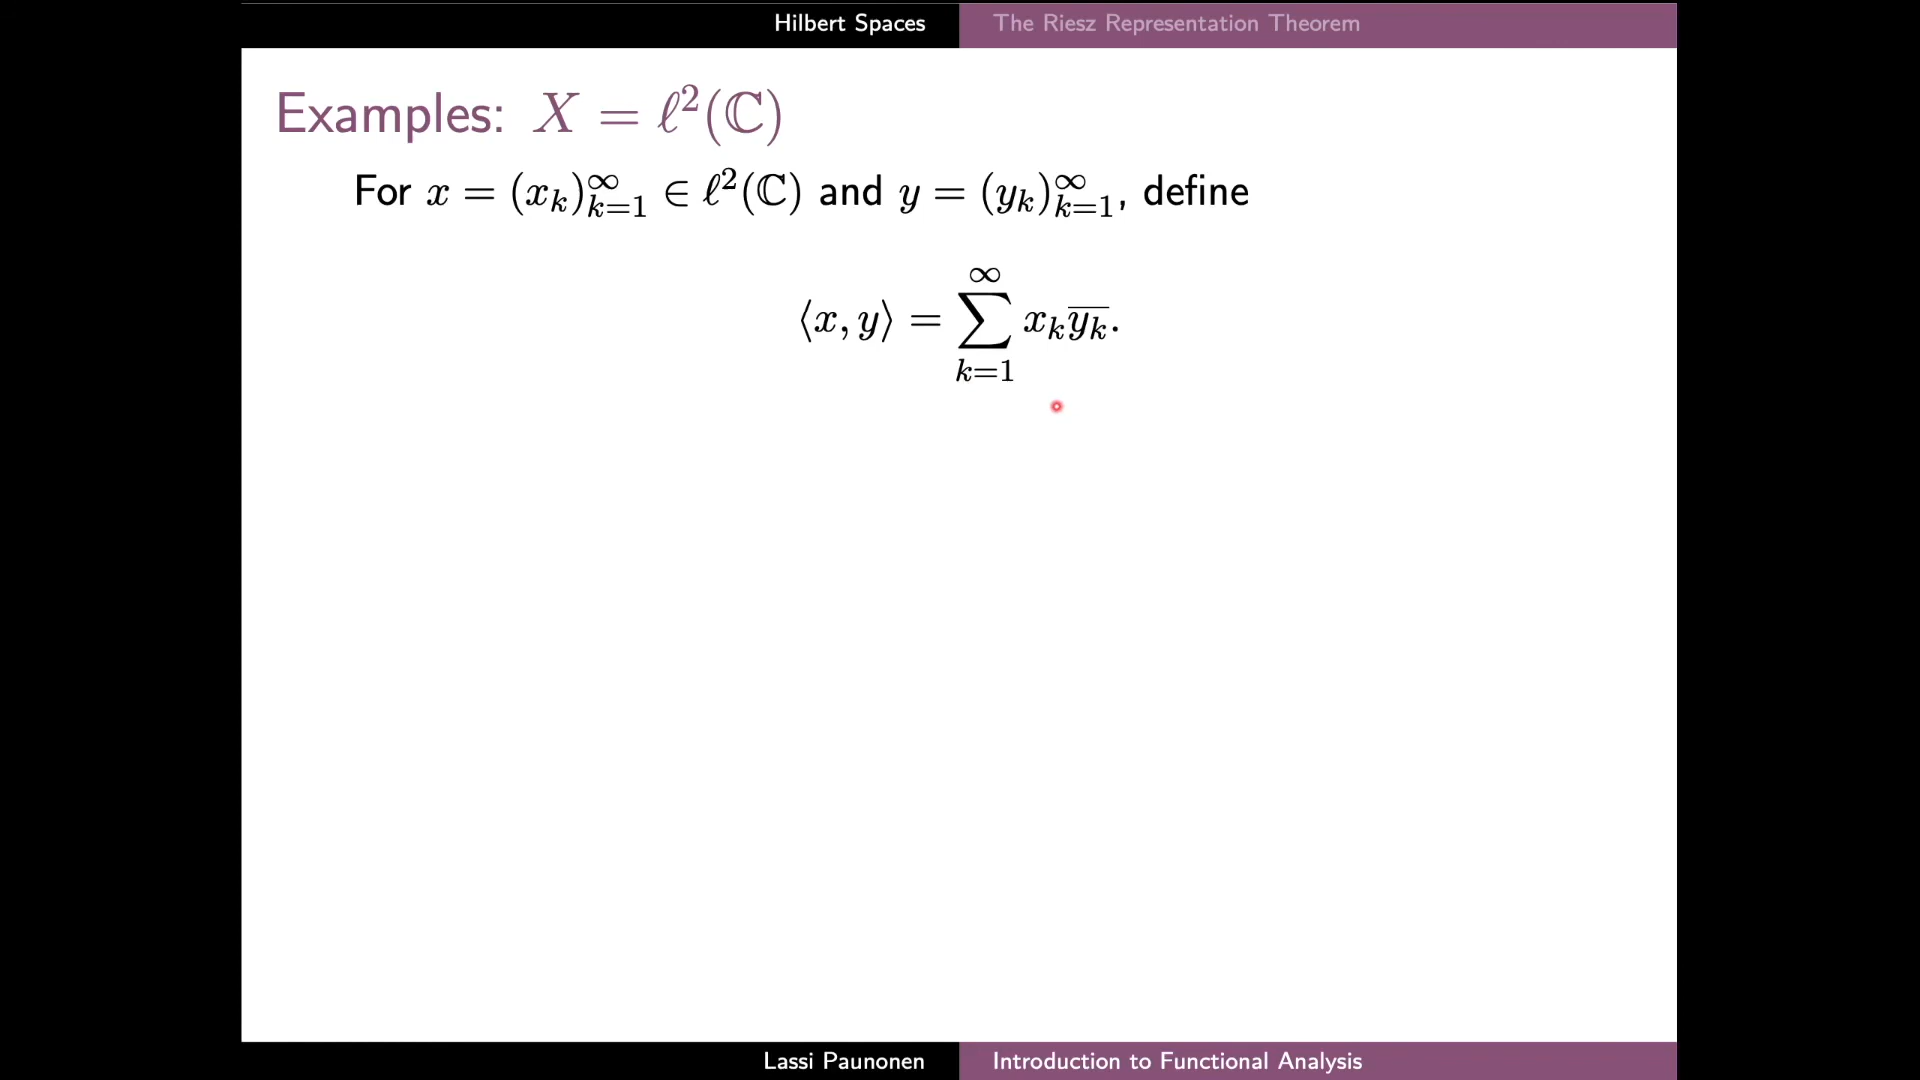 Hilbert Spaces The Riesz Representation Theorem
Examples: X = ℓ²(ℂ)
For x = (x_k)_{k=1}^∞ ∈ ℓ²(ℂ) and y = (y_k)_{k=1}^∞, define
⟨x, y⟩ = \sum_{k=1}^{∞} x_k \overline{y_k}.
Lassi Paunonen Introduction to Functional Analysis